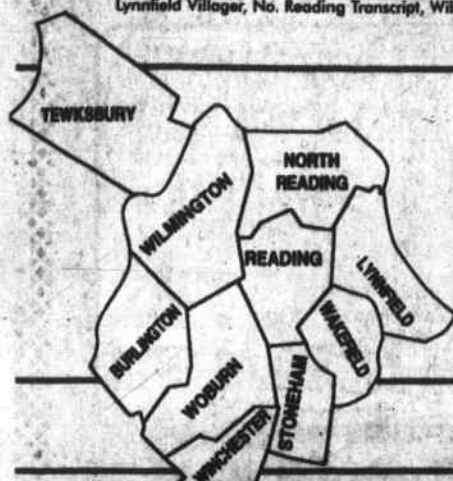 Lynnfield Villager, No. Reading Transcript, Wil
TEWKSBURY
NORTH
READING
WILMINGTON
READING
LYNNFIELD
BURLINGTON
WAKEFIELD
WOBURN
STONEHAM
WINCHESTER